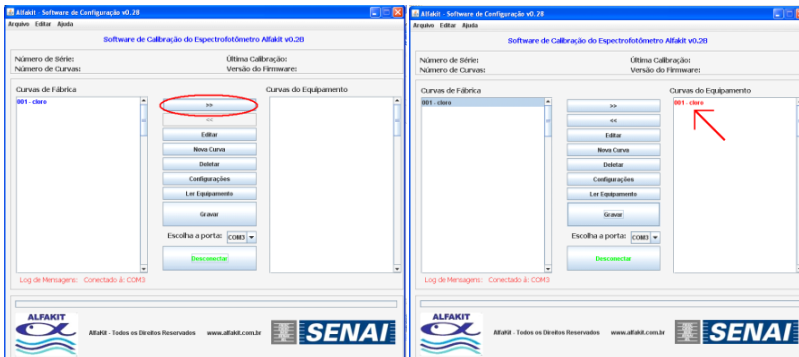 Alfakit - Software de Configuração v0.28
Arquivo Editar Ajuda
Software de Calibração do Espectrofotômetro Alfakit v0.28
Número de Série: Última Calibração:
Número de Curvas: Versão do Firmware:
Curvas de Fábrica Curvas do Equipamento
001 - cloro
>>
<<
Editar
Nova Curva
Deletar
Configurações
Ler Equipamento
Gravar
Escolha a porta: COM3
Desconectar
Log de Mensagens: Conectado à: COM3
ALFAKIT
AlfaKit - Todos os Direitos Reservados www.alfakit.com.br
SENAI
Alfakit - Software de Configuração v0.28
Arquivo Editar Ajuda
Software de Calibração do Espectrofotômetro Alfakit v0.28
Número de Série: Última Calibração:
Número de Curvas: Versão do Firmware:
Curvas de Fábrica Curvas do Equipamento
001 - cloro 001 - cloro
>>
<<
Editar
Nova Curva
Deletar
Configurações
Ler Equipamento
Gravar
Escolha a porta: COM3
Desconectar
Log de Mensagens: Conectado à: COM3
ALFAKIT
AlfaKit - Todos os Direitos Reservados www.alfakit.com.br
SENAI